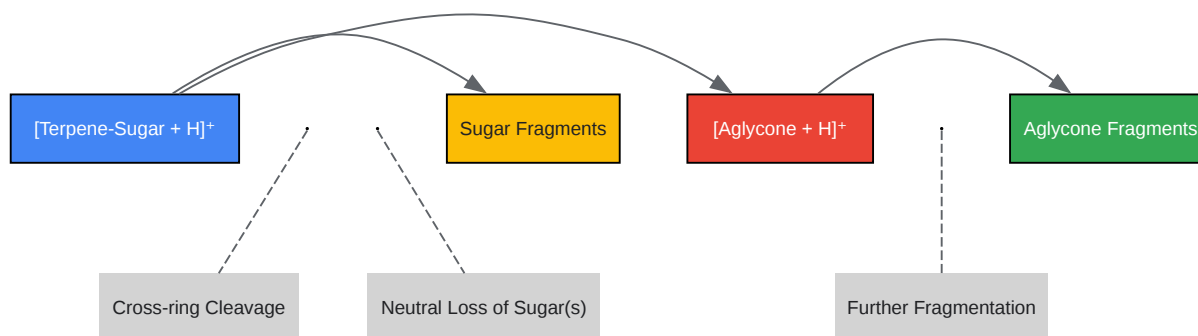 [Terpene-Sugar + H]⁺
Sugar Fragments
[Aglycone + H]⁺
Aglycone Fragments
Cross-ring Cleavage
Neutral Loss of Sugar(s)
Further Fragmentation